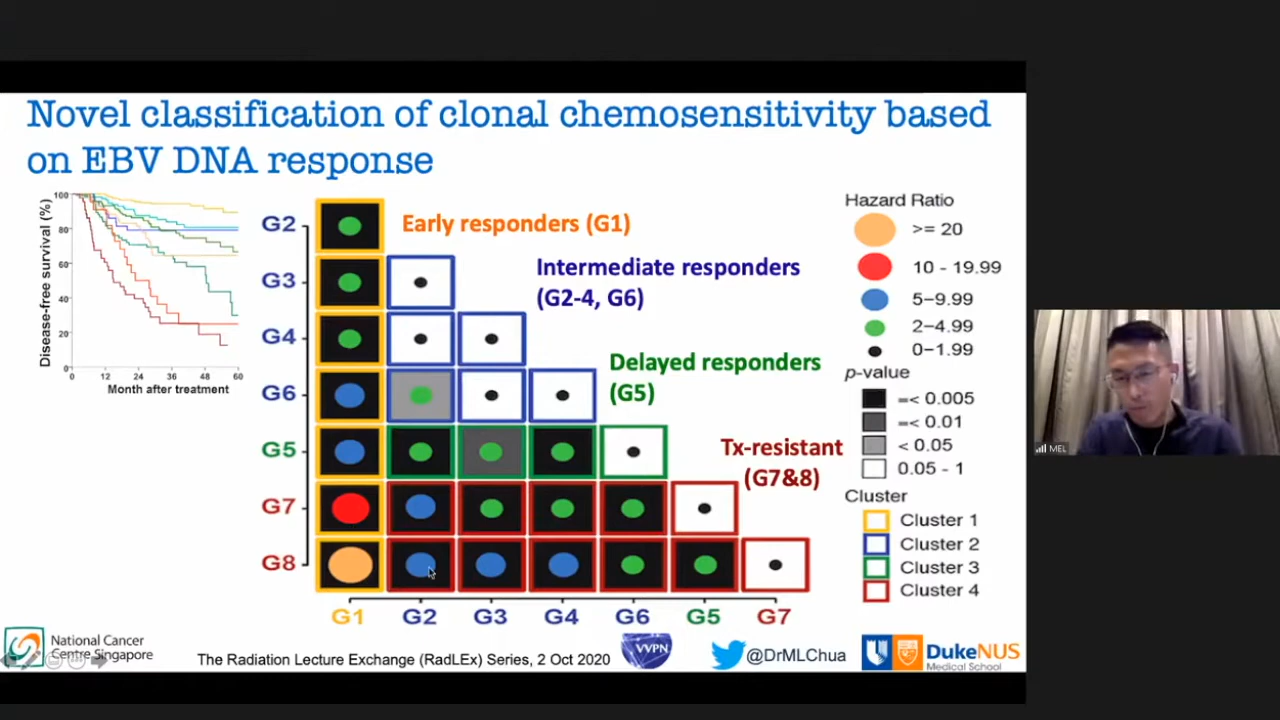 Novel classification of clonal chemosensitivity based
on EBV DNA response
Disease-free survival (%)
100
80
60
40
20
0
0 12 24 36 48 60
Month after treatment
G2
G3
G4
G6
G5
G7
G8
G1 G2 G3 G4 G6 G5 G7
Early responders (G1)
Intermediate responders
(G2-4, G6)
Delayed responders
(G5)
Tx-resistant
(G7&8)
Hazard Ratio
>= 20
10 - 19.99
5–9.99
2–4.99
0–1.99
p-value
=< 0.005
=< 0.01
< 0.05
0.05 - 1
Cluster
Cluster 1
Cluster 2
Cluster 3
Cluster 4
National Cancer
Centre Singapore
The Radiation Lecture Exchange (RadLEx) Series, 2 Oct 2020
VVPN
@DrMLChua
DukeNUS
Medical School
MEL